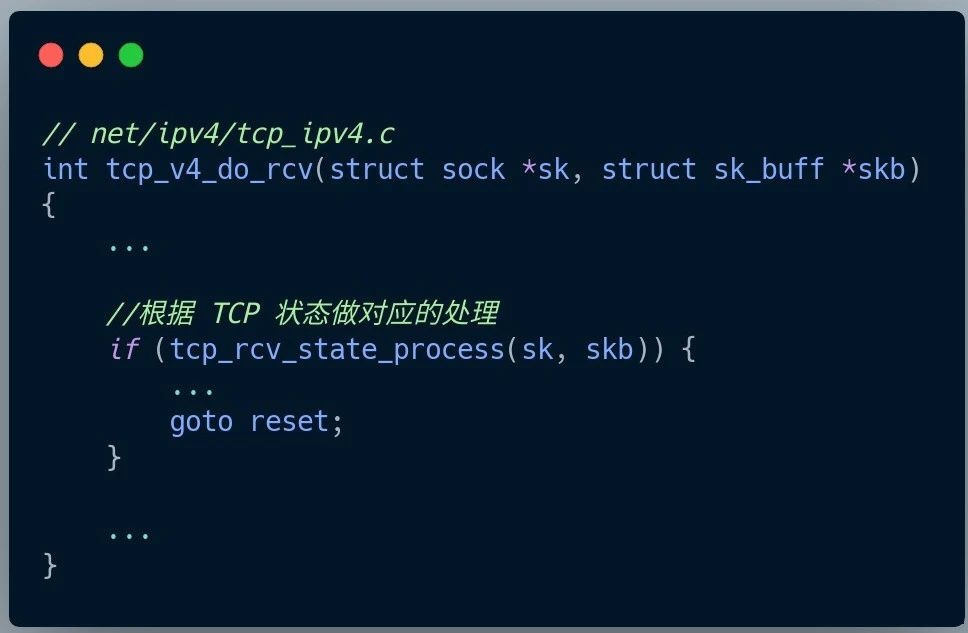 // net/ipv4/tcp_ipv4.c
int tcp_v4_do_rcv(struct sock *sk, struct sk_buff *skb)
{
    ...
    //根据 TCP 状态做对应的处理
    if (tcp_rcv_state_process(sk, skb)) {
        ...
        goto reset;
    }
    ...
}